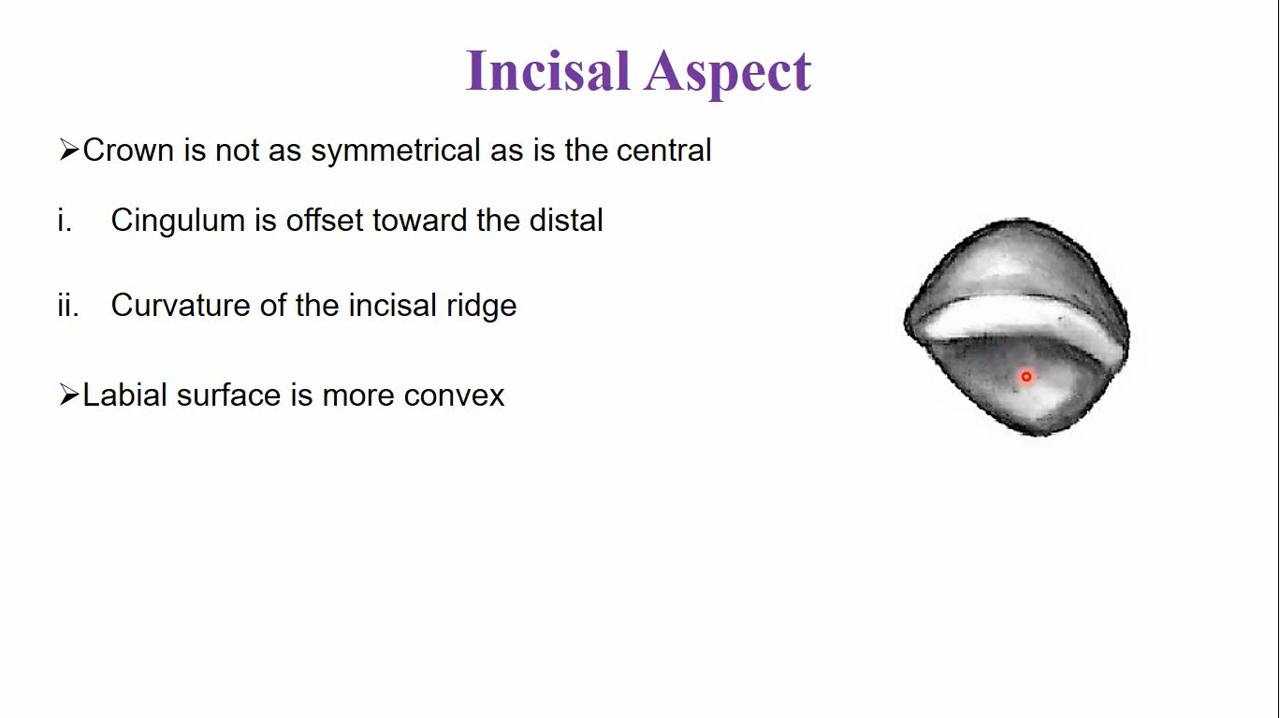 Incisal Aspect
➢Crown is not as symmetrical as is the central
i. Cingulum is offset toward the distal
ii. Curvature of the incisal ridge
➢Labial surface is more convex